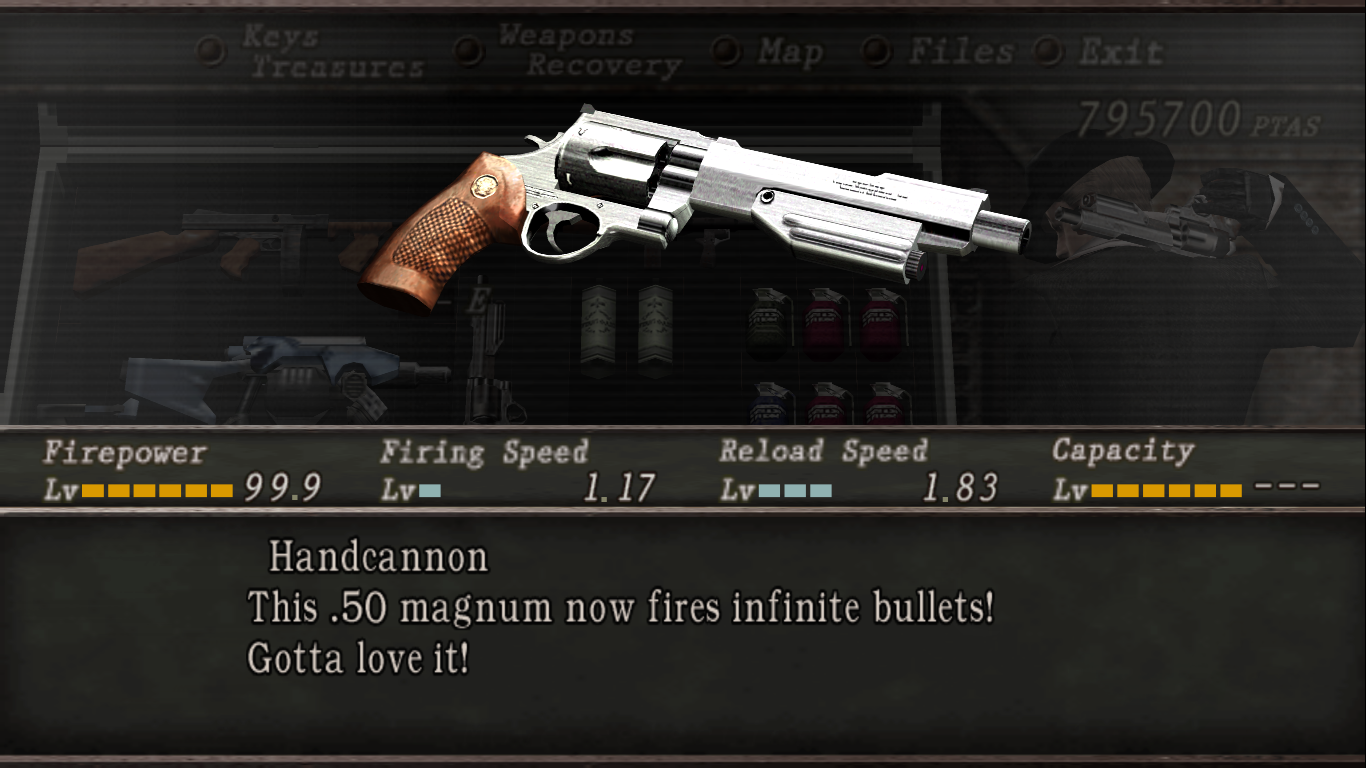 Keys
Treasures
Weapons
Recovery
Map
Files
Exit
795700 PTAS
E
Firepower
Lv 99.9
Firing Speed
Lv 1.17
Reload Speed
Lv 1.83
Capacity
Lv ---
Handcannon
This .50 magnum now fires infinite bullets!
Gotta love it!